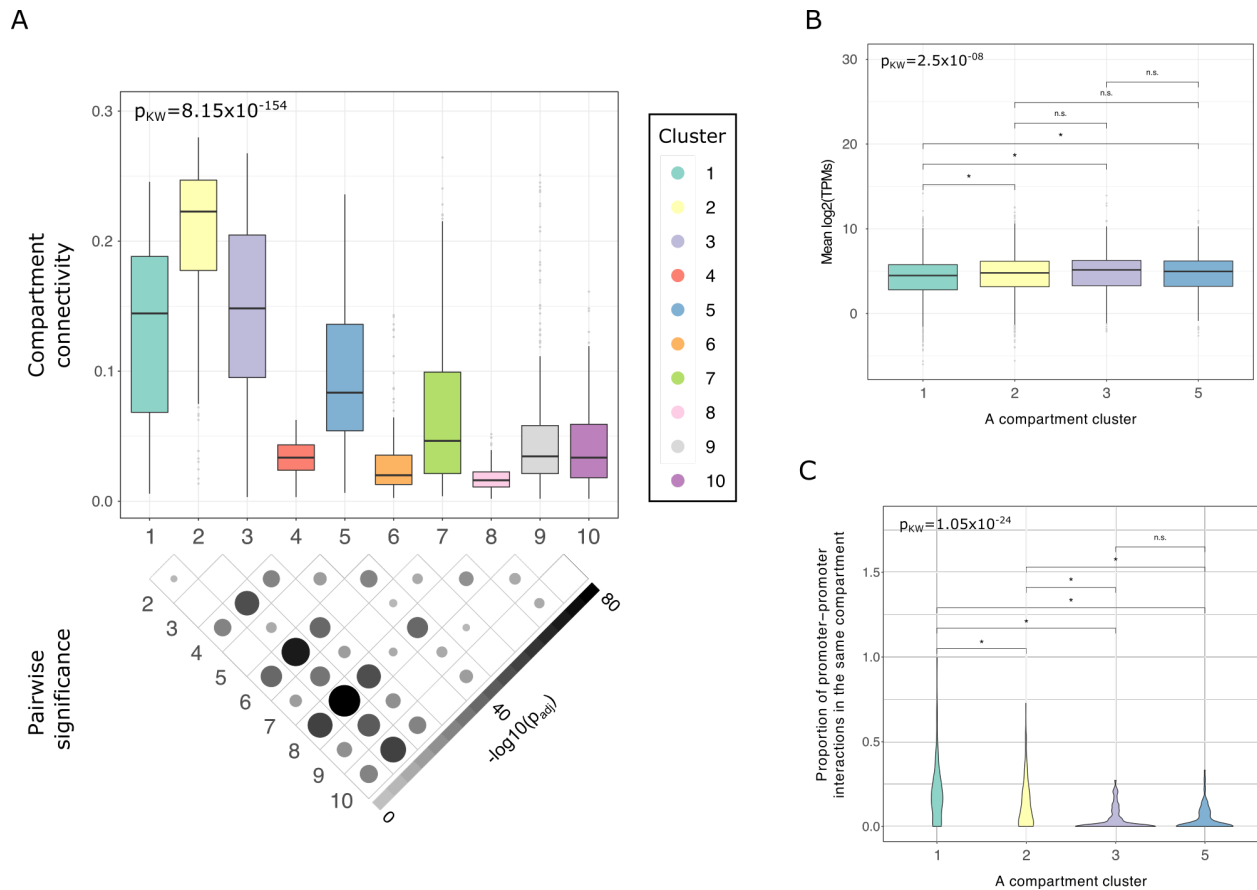 A
p_KW=8.15x10^-154
0.3
0.2
0.1
0.0
Compartment
connectivity
1 2 3 4 5 6 7 8 9 10
Cluster
1
2
3
4
5
6
7
8
9
10
Pairwise
significance
2
3
4
5
6
7
8
9
10
0
40
80
-log10(p_adj)
B
p_KW=2.5x10^-08
30
20
10
0
Mean log2(TPMs)
n.s.
n.s.
n.s.
*
*
*
1 2 3 5
A compartment cluster
C
p_KW=1.05x10^-24
1.5
1.0
0.5
0.0
Proportion of promoter−promoter
interactions in the same compartment
n.s.
*
*
*
*
*
1 2 3 5
A compartment cluster